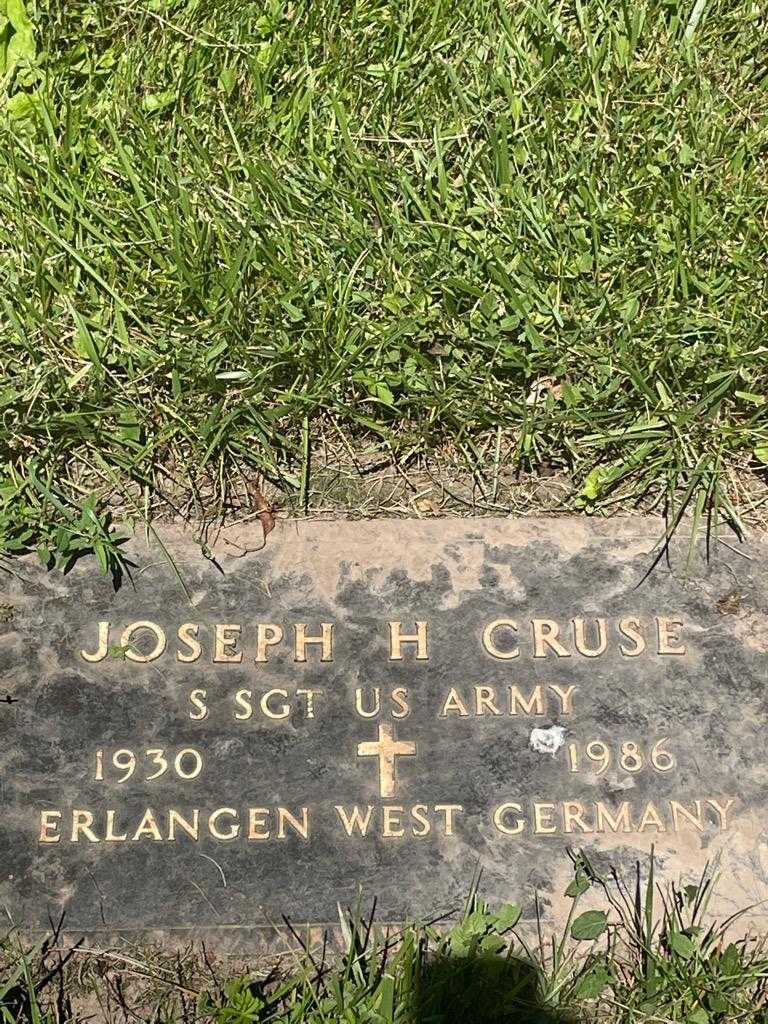 JOSEPH H CRUSE
S SGT US ARMY
1930 1986
ERLANGEN WEST GERMANY